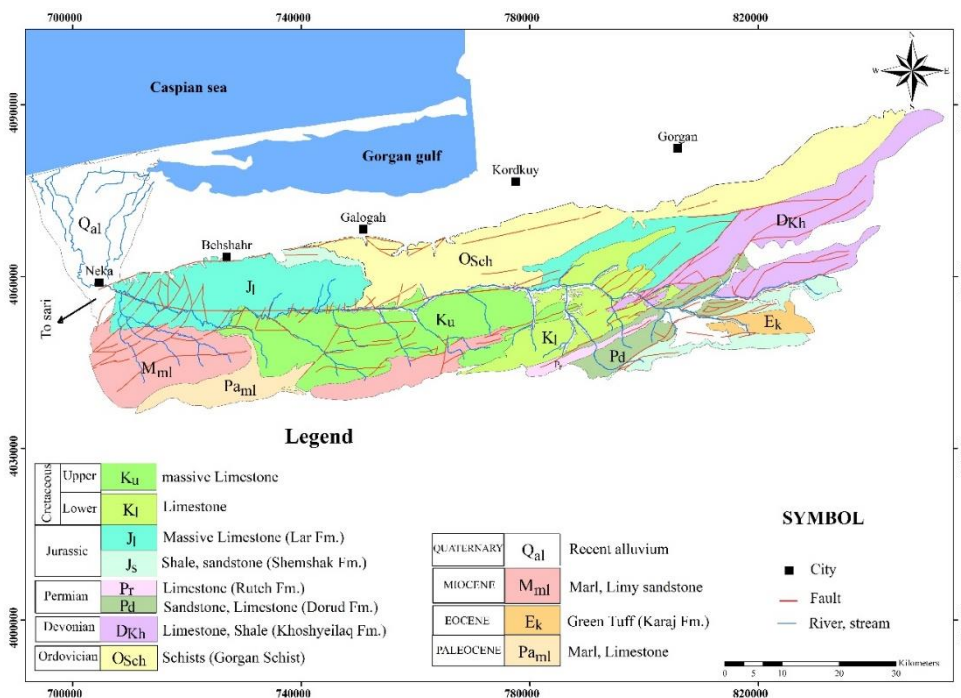 700000 740000 780000 820000
4090000
4060000
4030000
4000000
Caspian sea
Gorgan gulf
N
W E
S
Gorgan
Kordkuy
Galogah
Behshahr
Neka
To sari
Qal
DKh
OSch
Jl
Ku
Kl
Ek
Pd
Pr
Mml
Paml
Legend
Cretaceous
Upper Ku massive Limestone
Lower Kl Limestone
Jurassic
Jl Massive Limestone (Lar Fm.)
Js Shale, sandstone (Shemshak Fm.)
Permian
Pr Limestone (Ruteh Fm.)
Pd Sandstone, Limestone (Dorud Fm.)
Devonian DKh Limestone, Shale (Khoshyeilaq Fm.)
Ordovician OSch Schists (Gorgan Schist)
QUATERNARY Qal Recent alluvium
MIOCENE Mml Marl, Limy sandstone
EOCENE Ek Green Tuff (Karaj Fm.)
PALEOCENE Paml Marl, Limestone
SYMBOL
City
Fault
River, stream
Kilometers
0 5 10 20 30
700000 740000 780000 820000